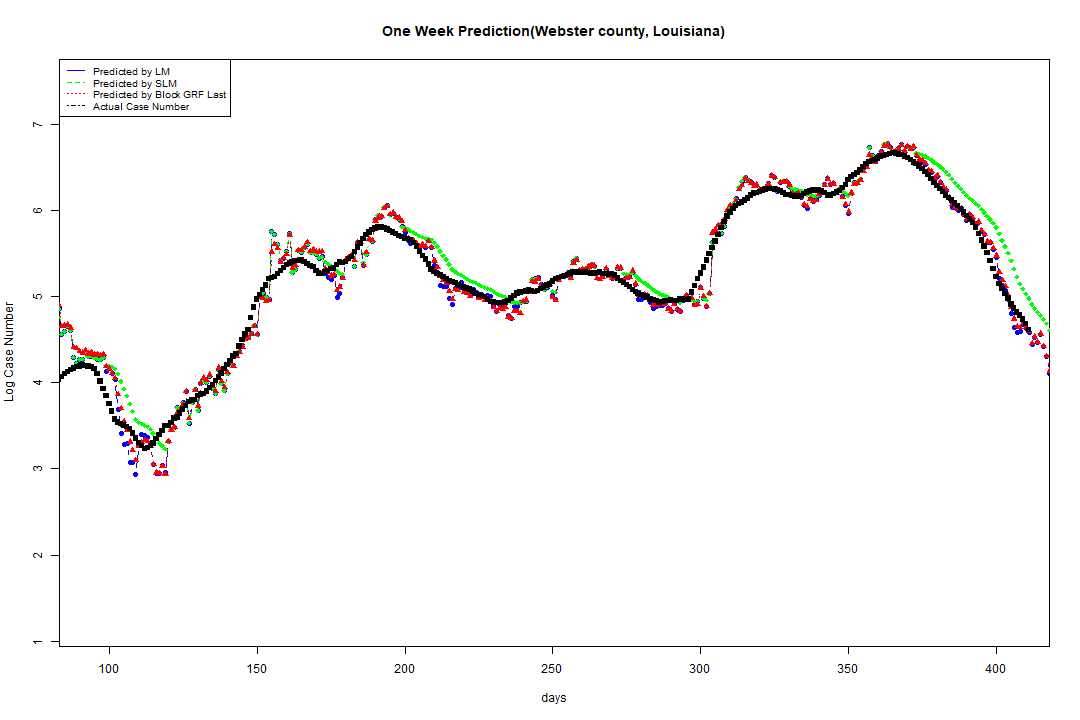 One Week Prediction(Webster county, Louisiana)
Predicted by LM
Predicted by SLM
Predicted by Block GRF Last
Actual Case Number
7
6
5
4
3
2
1
Log Case Number
100 150 200 250 300 350 400
days